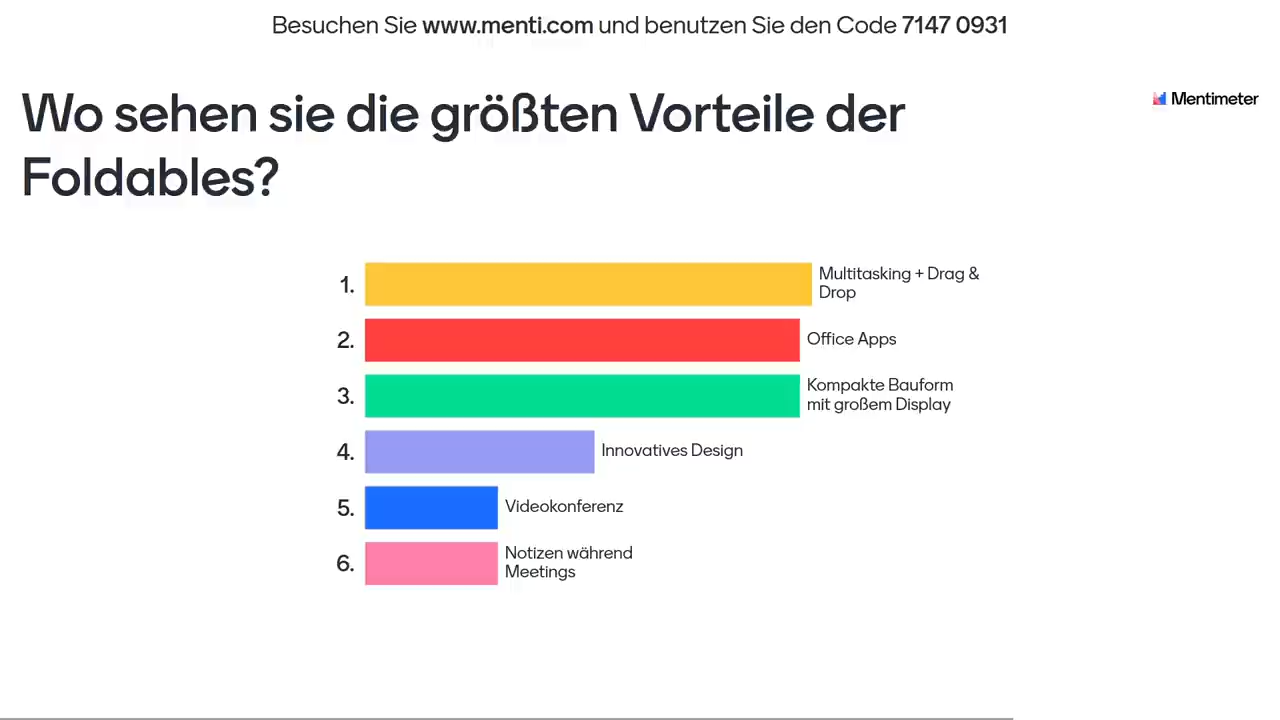 Besuchen Sie www.menti.com und benutzen Sie den Code 7147 0931
Wo sehen sie die größten Vorteile der
Foldables?
Mentimeter
1.
Multitasking + Drag &
Drop
2.
Office Apps
3.
Kompakte Bauform
mit großem Display
4.
Innovatives Design
5.
Videokonferenz
6.
Notizen während
Meetings